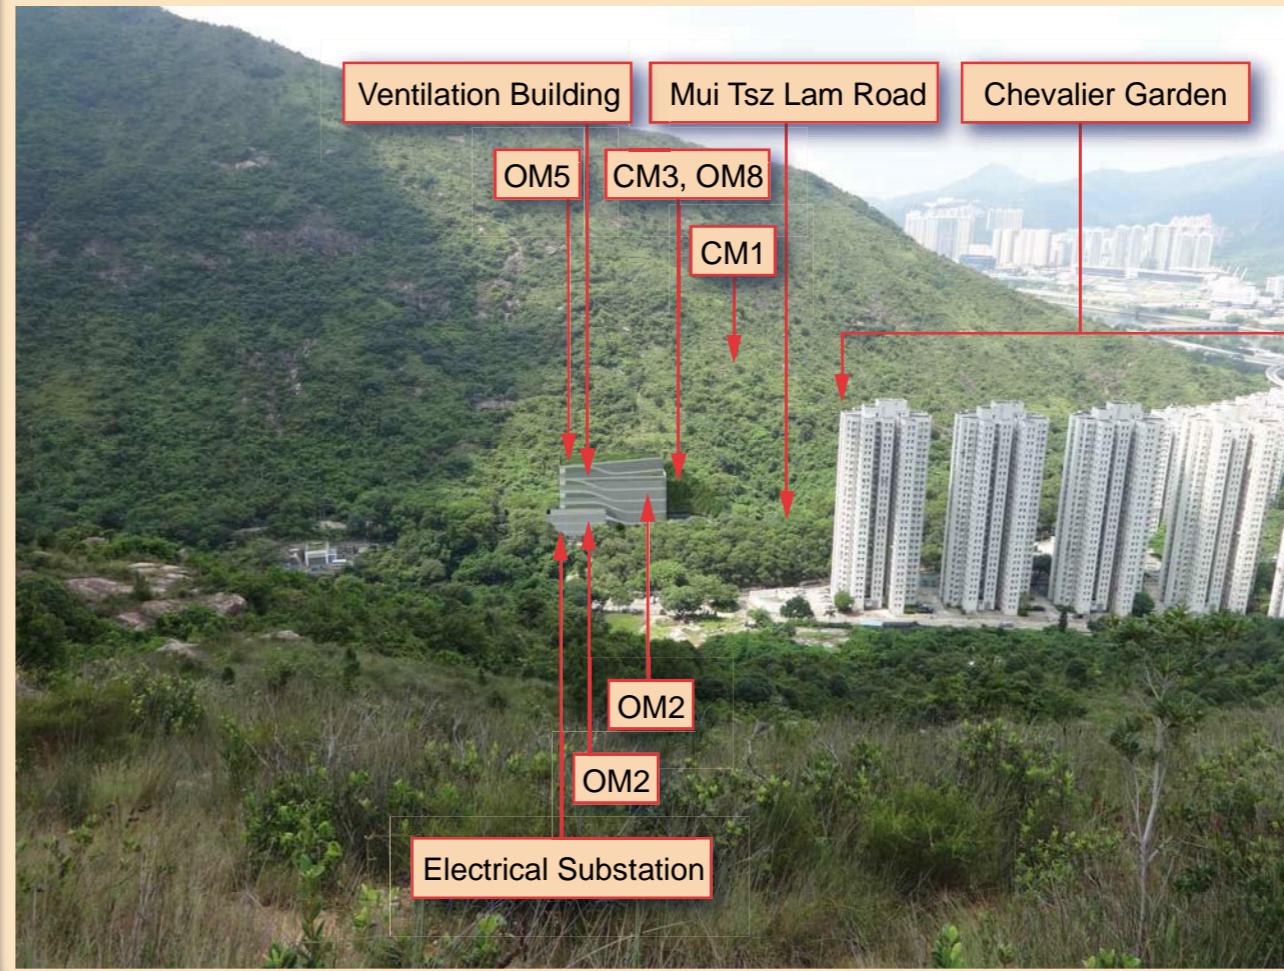 Ventilation Building
Mui Tsz Lam Road
Chevalier Garden
OM5
CM3, OM8
CM1
OM2
OM2
Electrical Substation